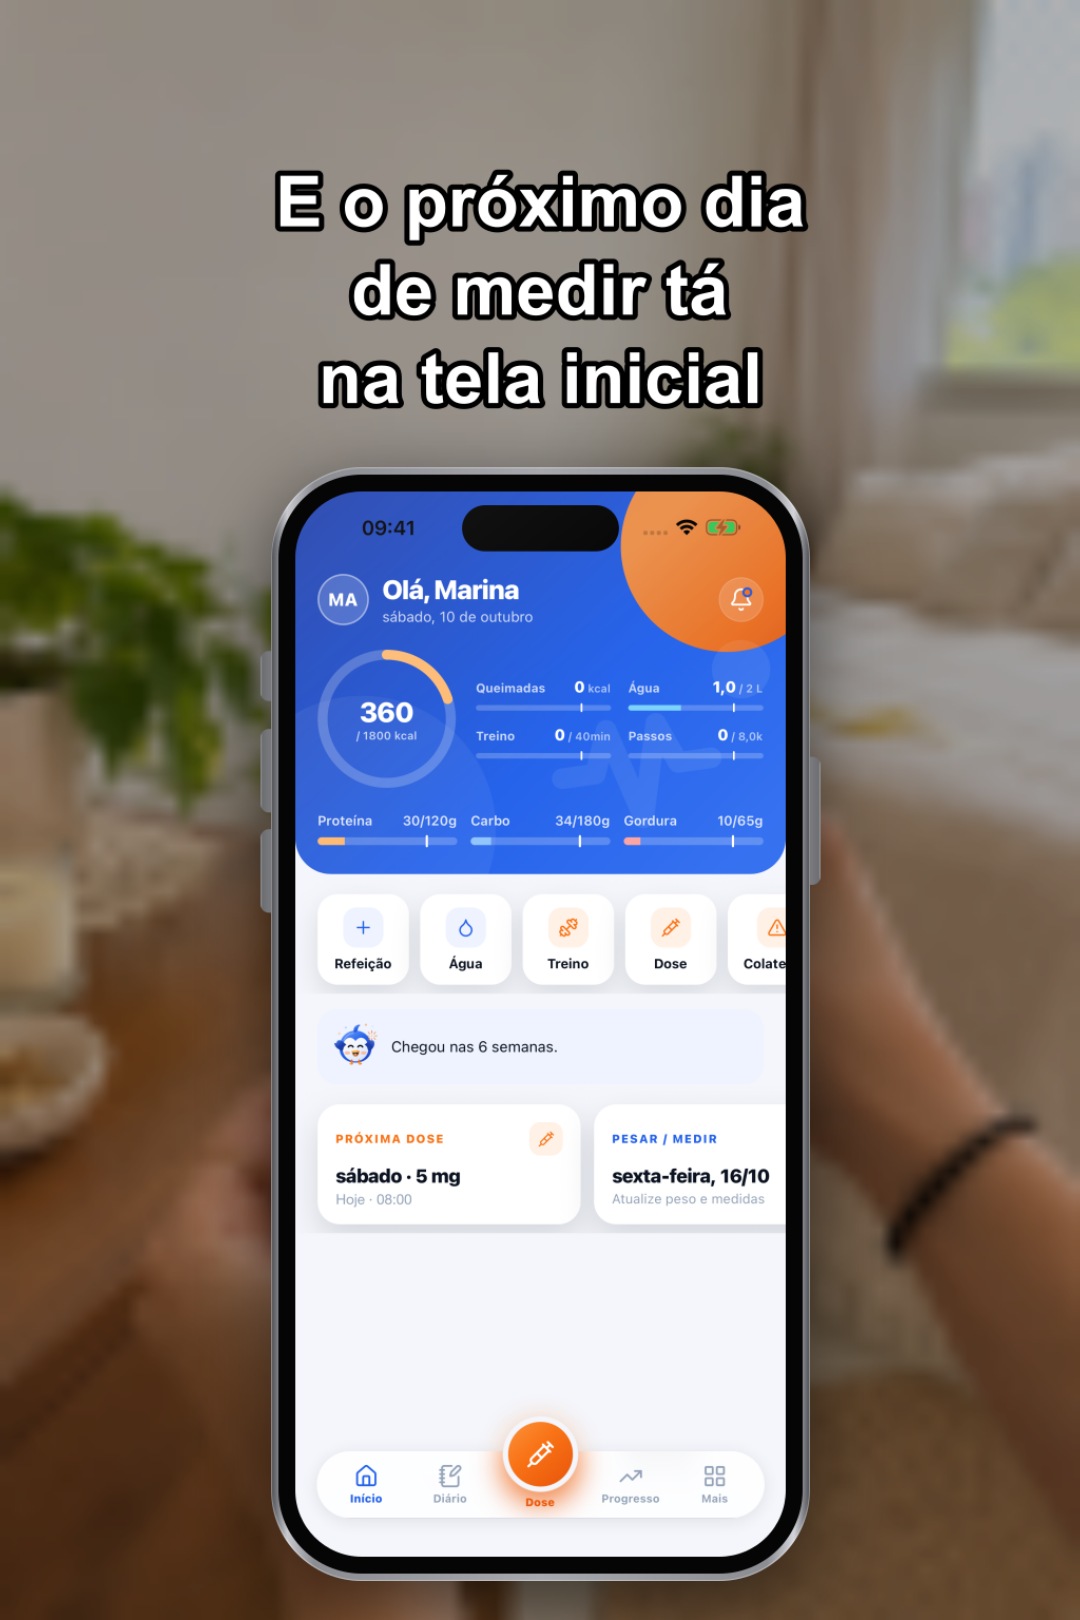 E o próximo dia
de medir tá
na tela inicial
09:41
MA
Olá, Marina
sábado, 10 de outubro
360
/ 1800 kcal
Queimadas 0 kcal
Água 1,0 / 2 L
Treino 0 / 40min
Passos 0 / 8,0k
Proteína 30/120g
Carbo 34/180g
Gordura 10/65g
Refeição
Água
Treino
Dose
Colate
Chegou nas 6 semanas.
PRÓXIMA DOSE
sábado · 5 mg
Hoje · 08:00
PESAR / MEDIR
sexta-feira, 16/10
Atualize peso e medidas
Início
Diário
Dose
Progresso
Mais